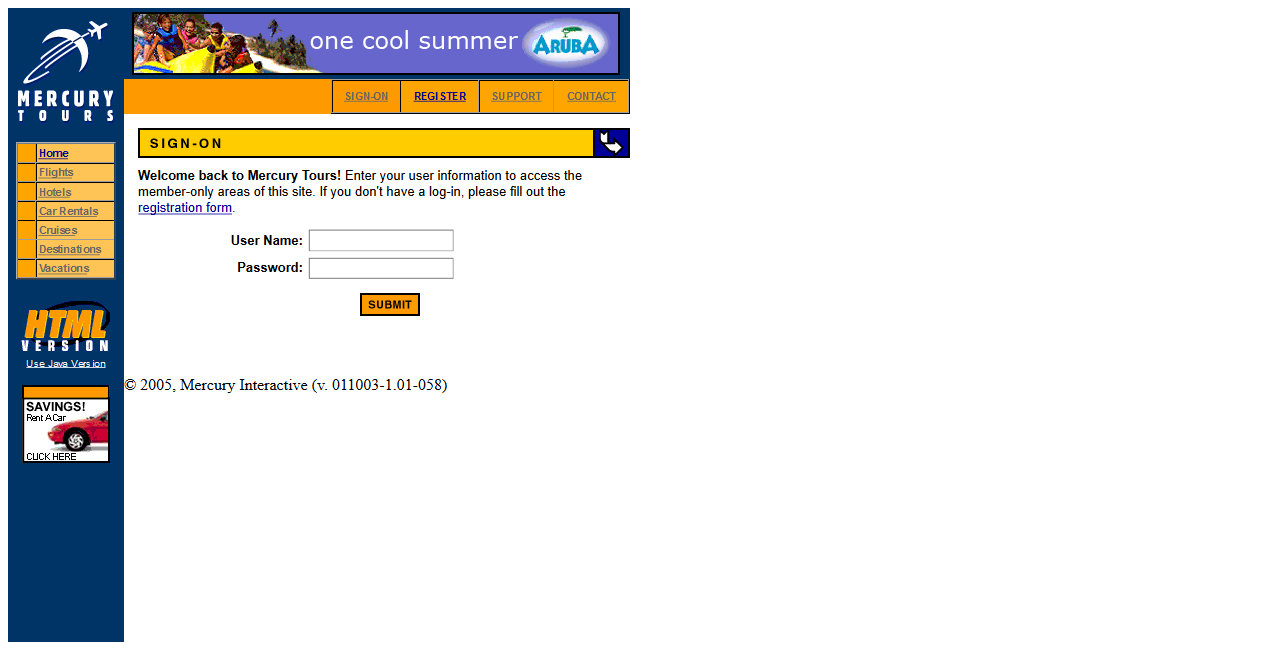 MERCURY
TOURS
one cool summer
ARUBA
SIGN-ON
REGISTER
SUPPORT
CONTACT
Home
Flights
Hotels
Car Rentals
Cruises
Destinations
Vacations
HTML
VERSION
Use Java Version
SAVINGS!
Rent A Car
CLICK HERE
SIGN-ON
Welcome back to Mercury Tours! Enter your user information to access the
member-only areas of this site. If you don't have a log-in, please fill out the
registration form.
User Name:
Password:
SUBMIT
© 2005, Mercury Interactive (v. 011003-1.01-058)